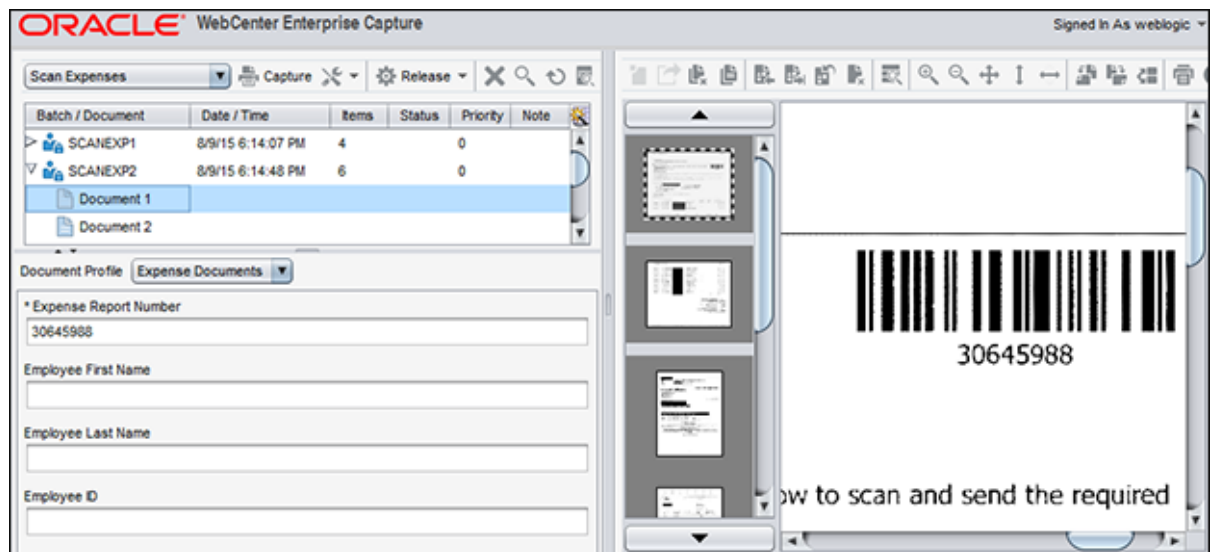 ORACLE® WebCenter Enterprise Capture
Signed In As weblogic
Scan Expenses Capture Release
Batch / Document Date / Time Items Status Priority Note
SCANEXP1 8/9/15 6:14:07 PM 4 0
SCANEXP2 8/9/15 6:14:48 PM 6 0
Document 1
Document 2
Document Profile Expense Documents
* Expense Report Number
30645988
Employee First Name
Employee Last Name
Employee ID
30645988
to scan and send the required